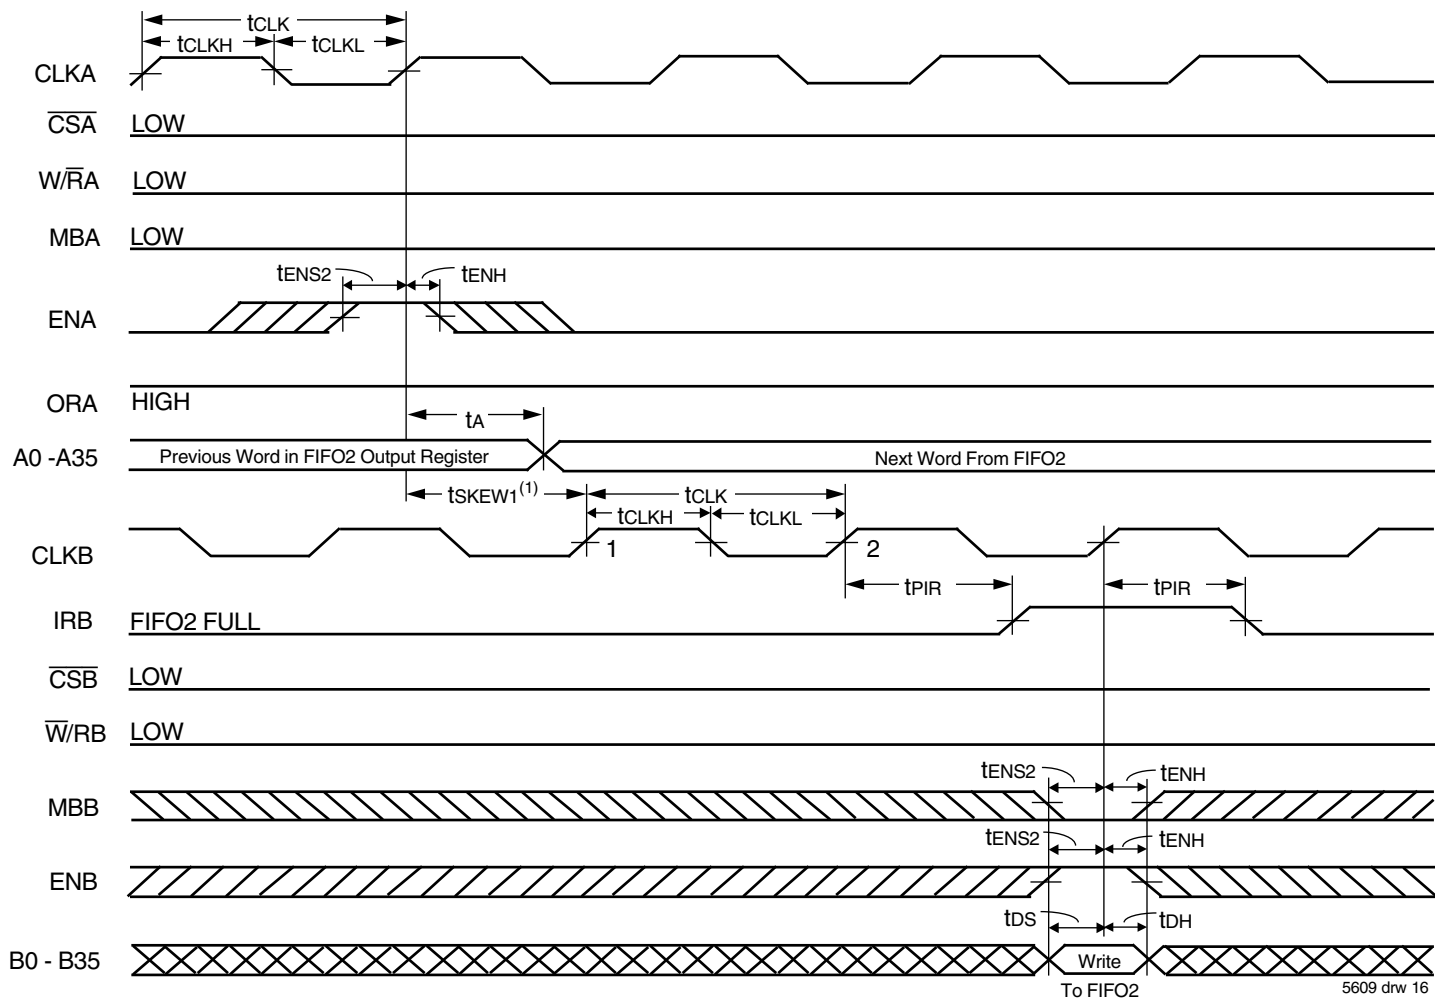 tCLK
tCLKH tCLKL
CLKA
CSA LOW
W/RA LOW
MBA LOW
tENS2 tENH
ENA
ORA HIGH
tA
A0 -A35 Previous Word in FIFO2 Output Register Next Word From FIFO2
tSKEW1(1) tCLK
tCLKH tCLKL
CLKB 1 2
tPIR tPIR
IRB FIFO2 FULL
CSB LOW
W/RB LOW
tENS2 tENH
MBB
tENS2 tENH
ENB
tDS tDH
B0 - B35 Write
To FIFO2
5609 drw 16